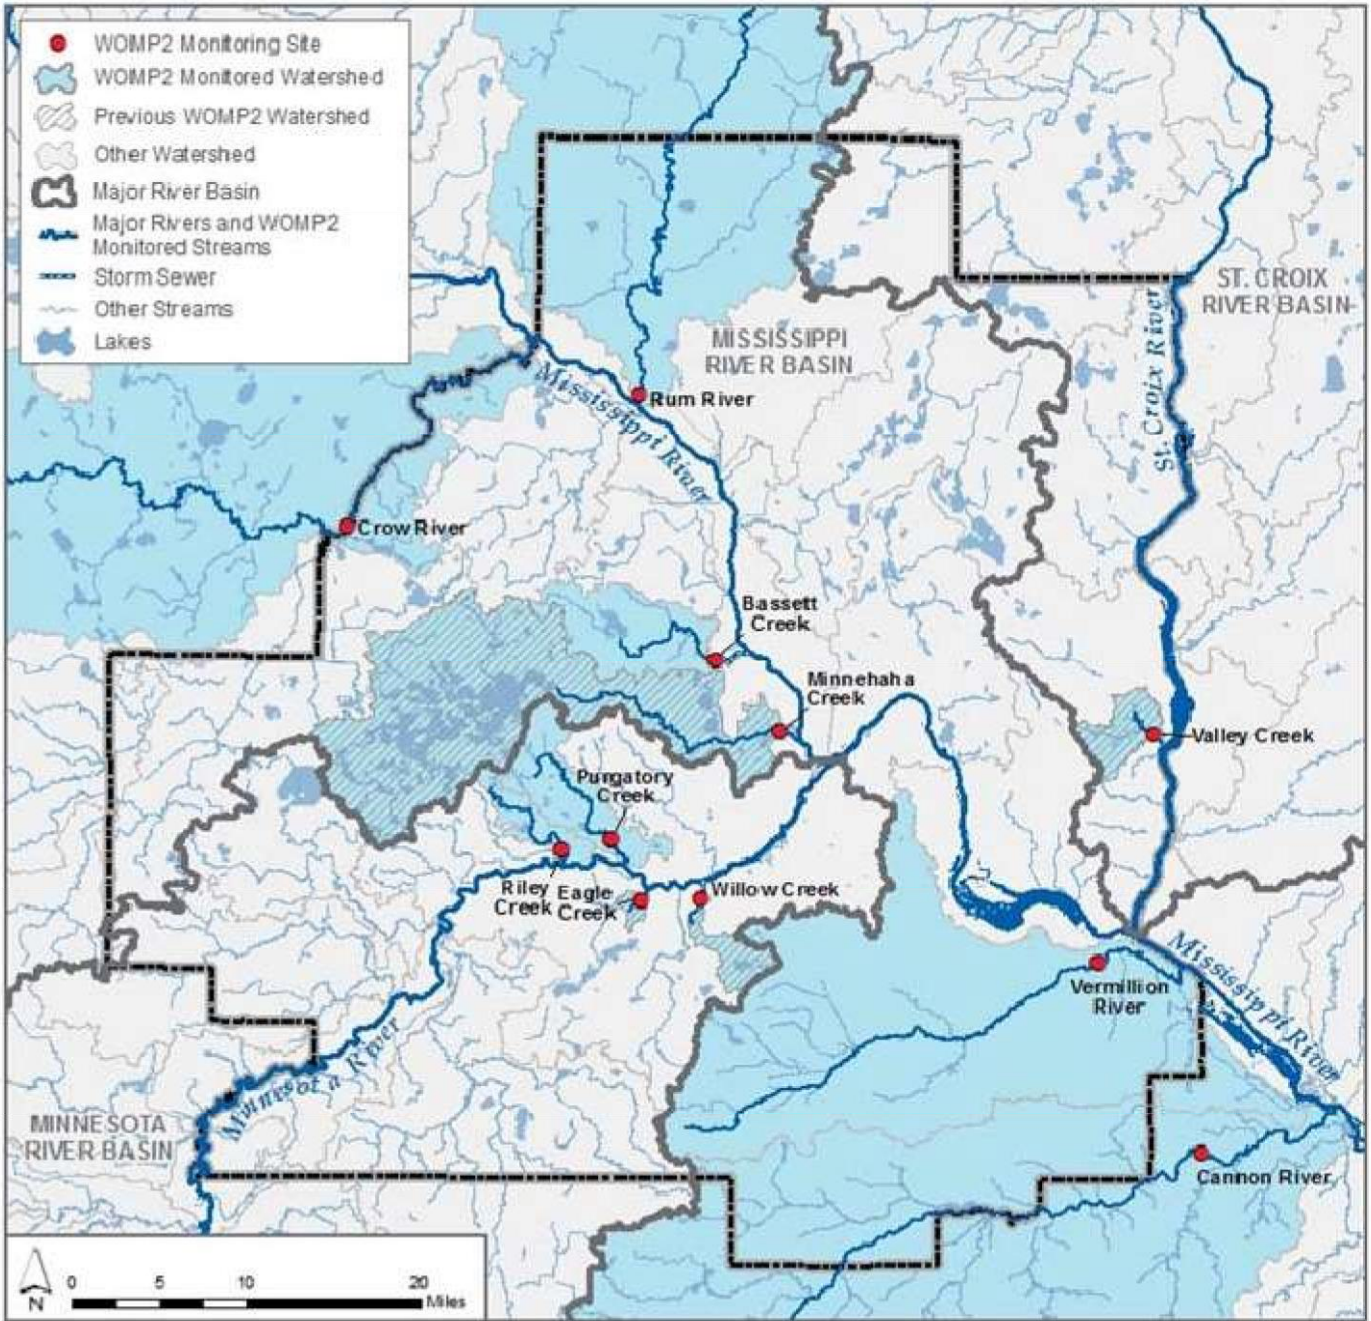 WOMP2 Monitoring Site
WOMP2 Monitored Watershed
Previous WOMP2 Watershed
Other Watershed
Major River Basin
Major Rivers and WOMP2
Monitored Streams
Storm Sewer
Other Streams
Lakes
ST. CROIX
RIVER BASIN
St. Croix River
MISSISSIPPI
RIVER BASIN
Mississippi River
Rum River
Crow River
Bassett
Creek
Minnehaha
Creek
Valley Creek
Purgatory
Creek
Riley
Creek
Eagle
Creek
Willow Creek
Mississippi River
Vermillion
River
Minnesota River
MINNESOTA
RIVER BASIN
Cannon River
N
0 5 10 20
Miles